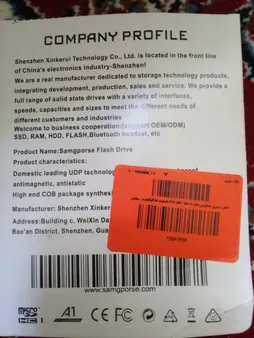 COMPANY PROFILE
Shenzhen Xinkerui Technology Co., Ltd. is located in the front line
of China's electronics industry-Shenzhen!
We are a real manufacturer dedicated to storage technology products,
integrating development, production, sales and service. We provide a
full range of solid state drives with a variety of interfaces,
speeds, capacities and sizes to meet the different needs of
different customers and industries
Welcome to business cooperation: OEM/ODM)
SSD, RAM, HDD, FLASH, Bluetooth headset, etc
Product Name:Samgporse Flash Drive
Product characteristics:
Domestic leading UDP technology
antimagnetic, antistatic
High end COB package
Manufacturer: Shenzhen
Address:Building c, WeiXin
Bao'an District, Shenzhen,
www.samgporse.com
micro
HC I
A1
CE
FC